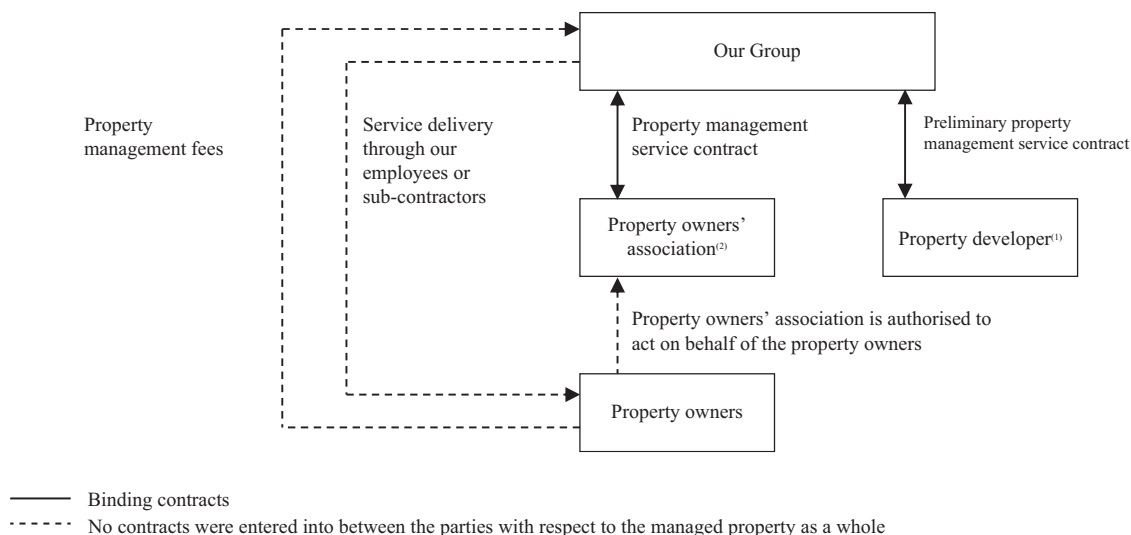 Our Group
Property
management fees
Service delivery
through our
employees or
sub-contractors
Property management
service contract
Preliminary property
management service contract
Property owners’
association(2)
Property developer(1)
Property owners’ association is authorised to
act on behalf of the property owners
Property owners
Binding contracts
No contracts were entered into between the parties with respect to the managed property as a whole